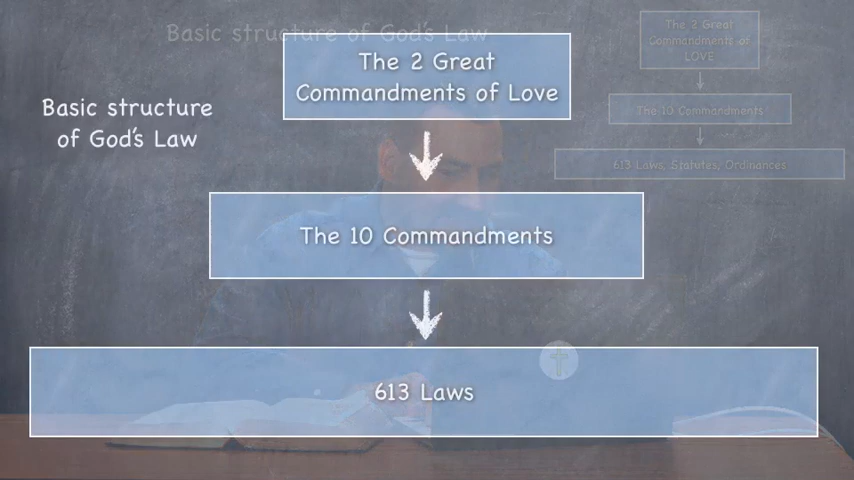 Basic structure of God's Law
The 2 Great
Commandments of Love
Basic structure
of God's Law
The 10 Commandments
613 Laws
The 2 Great
Commandments of
LOVE
The 10 Commandments
613 Laws, Statutes, Ordinances